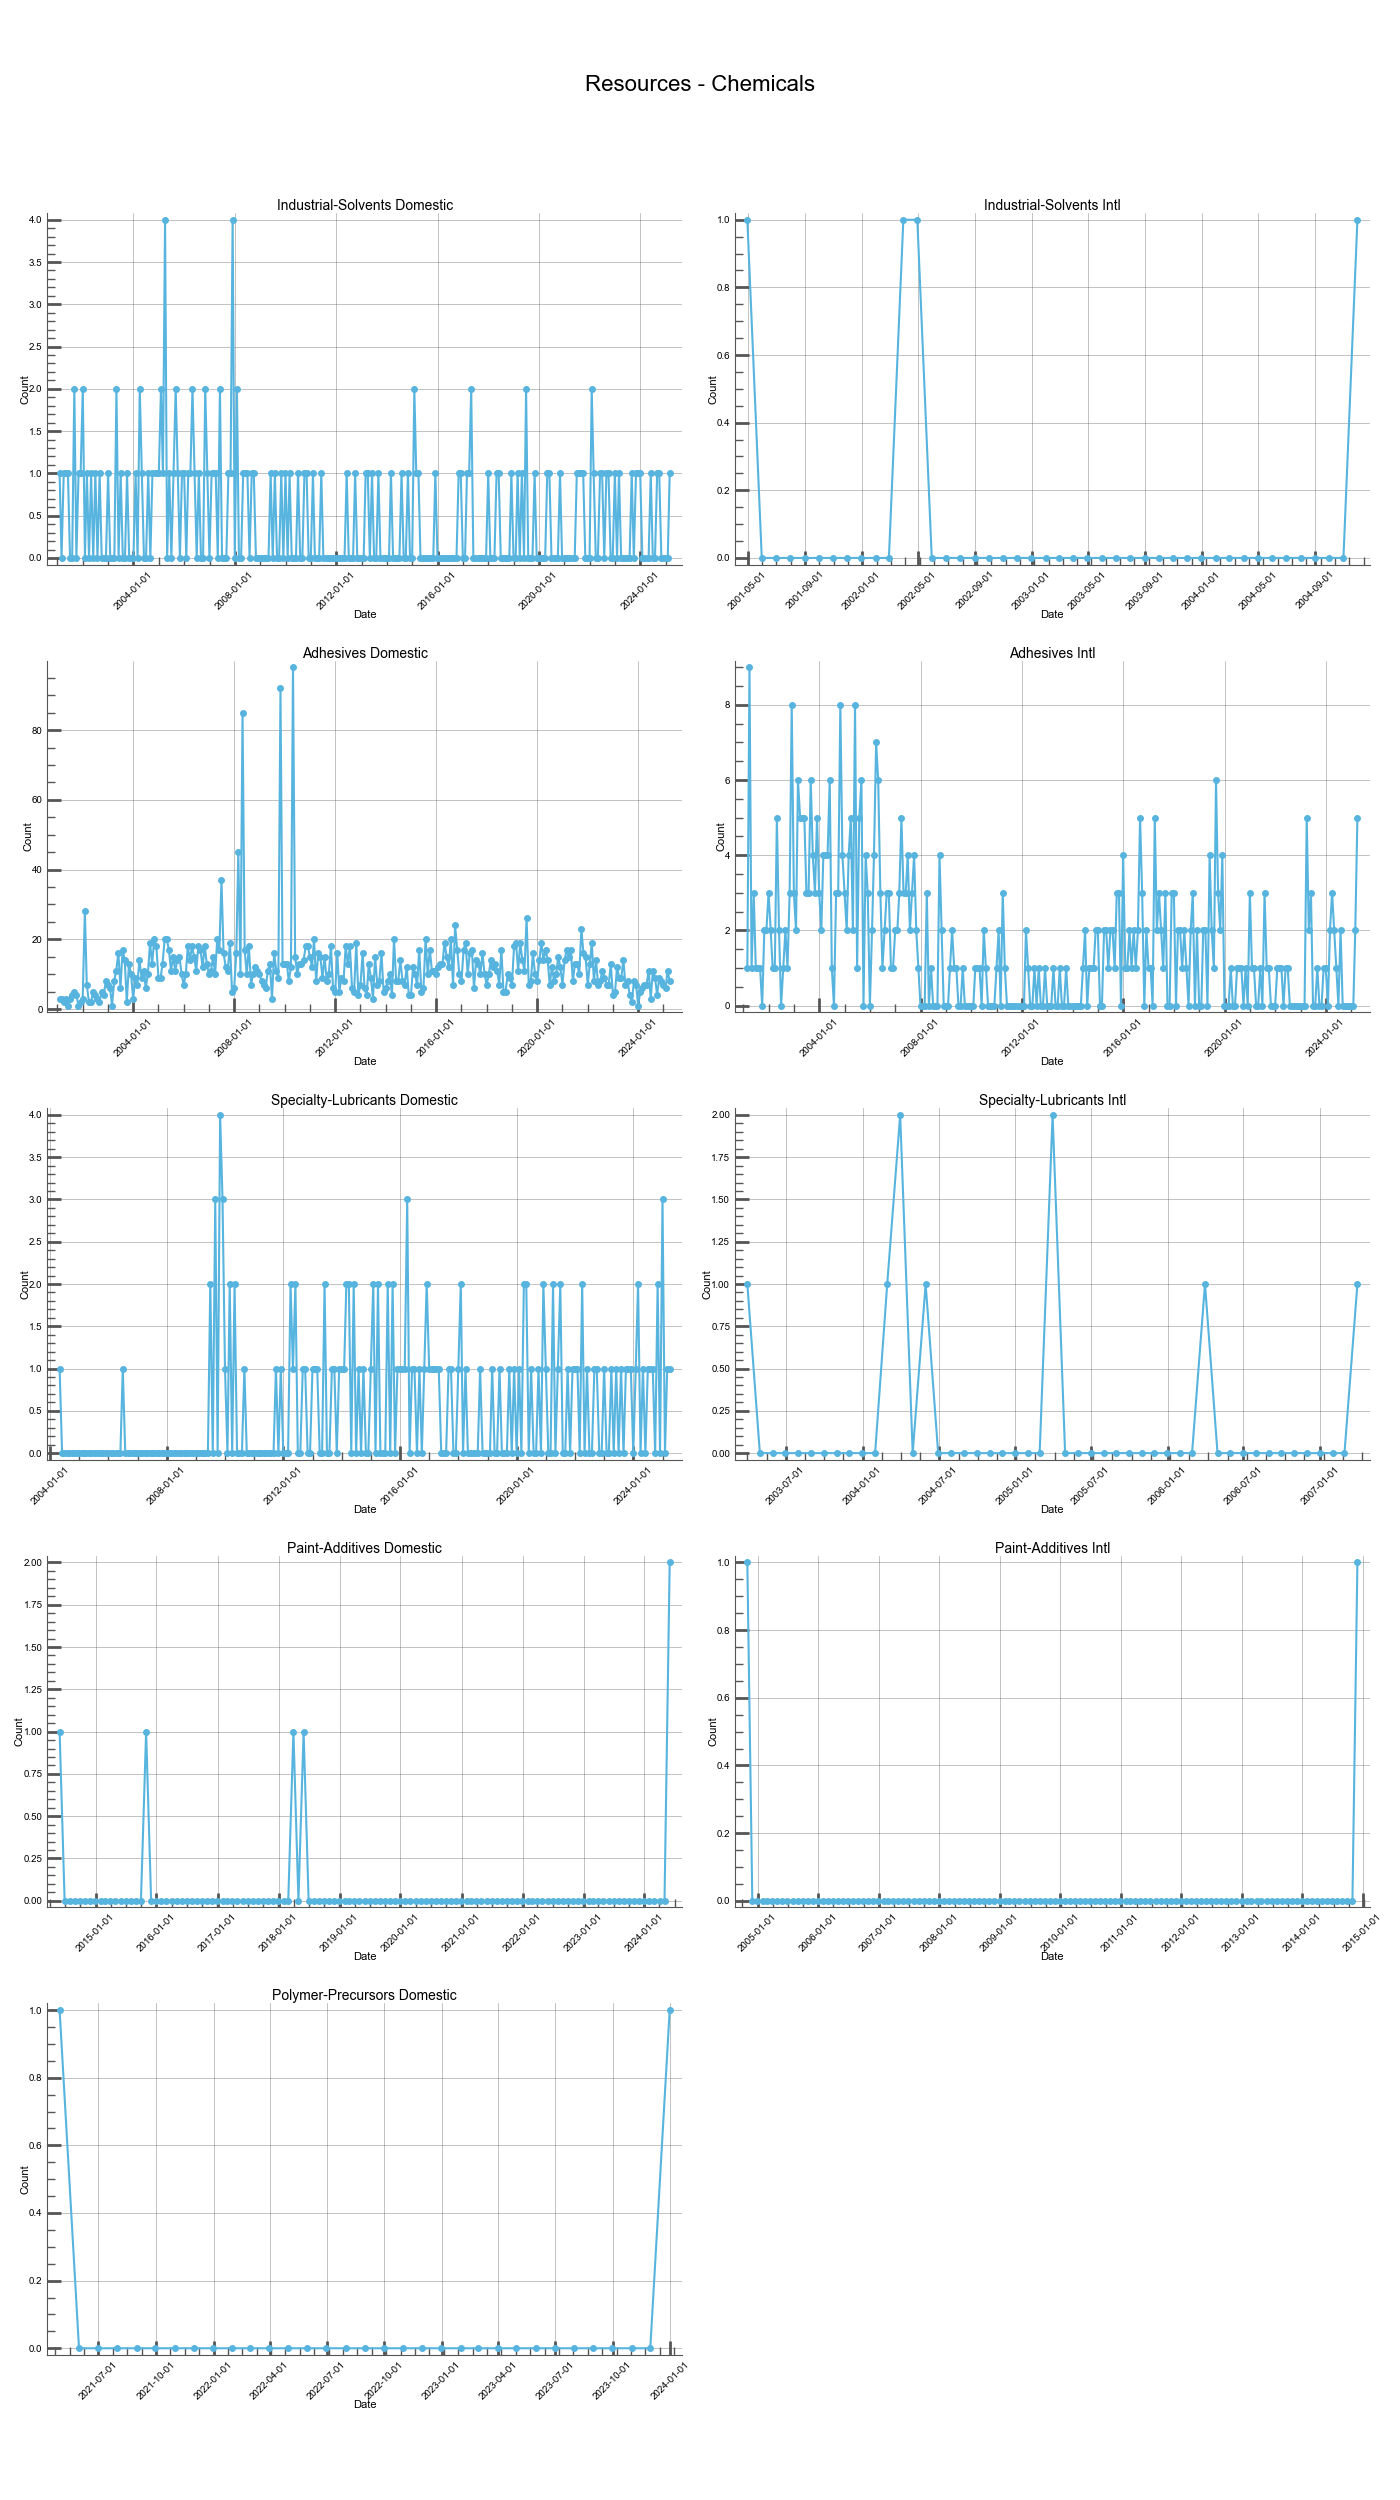 Resources - Chemicals
Industrial-Solvents Domestic
Count
4.0
3.5
3.0
2.5
2.0
1.5
1.0
0.5
0.0
2004-01-01 2008-01-01 2012-01-01 2016-01-01 2020-01-01 2024-01-01
Date
Industrial-Solvents Intl
Count
1.0
0.8
0.6
0.4
0.2
0.0
2001-05-01 2001-09-01 2002-01-01 2002-05-01 2002-09-01 2003-01-01 2003-05-01 2003-09-01 2004-01-01 2004-05-01 2004-09-01
Date
Adhesives Domestic
Count
80
60
40
20
0
2004-01-01 2008-01-01 2012-01-01 2016-01-01 2020-01-01 2024-01-01
Date
Adhesives Intl
Count
8
6
4
2
0
2004-01-01 2008-01-01 2012-01-01 2016-01-01 2020-01-01 2024-01-01
Date
Specialty-Lubricants Domestic
Count
4.0
3.5
3.0
2.5
2.0
1.5
1.0
0.5
0.0
2004-01-01 2008-01-01 2012-01-01 2016-01-01 2020-01-01 2024-01-01
Date
Specialty-Lubricants Intl
Count
2.00
1.75
1.50
1.25
1.00
0.75
0.50
0.25
0.00
2003-07-01 2004-01-01 2004-07-01 2005-01-01 2005-07-01 2006-01-01 2006-07-01 2007-01-01
Date
Paint-Additives Domestic
Count
2.00
1.75
1.50
1.25
1.00
0.75
0.50
0.25
0.00
2015-01-01 2016-01-01 2017-01-01 2018-01-01 2019-01-01 2020-01-01 2021-01-01 2022-01-01 2023-01-01 2024-01-01
Date
Paint-Additives Intl
Count
1.0
0.8
0.6
0.4
0.2
0.0
2005-01-01 2006-01-01 2007-01-01 2008-01-01 2009-01-01 2010-01-01 2011-01-01 2012-01-01 2013-01-01 2014-01-01 2015-01-01
Date
Polymer-Precursors Domestic
Count
1.0
0.8
0.6
0.4
0.2
0.0
2021-07-01 2021-10-01 2022-01-01 2022-04-01 2022-07-01 2022-10-01 2023-01-01 2023-04-01 2023-07-01 2023-10-01 2024-01-01
Date